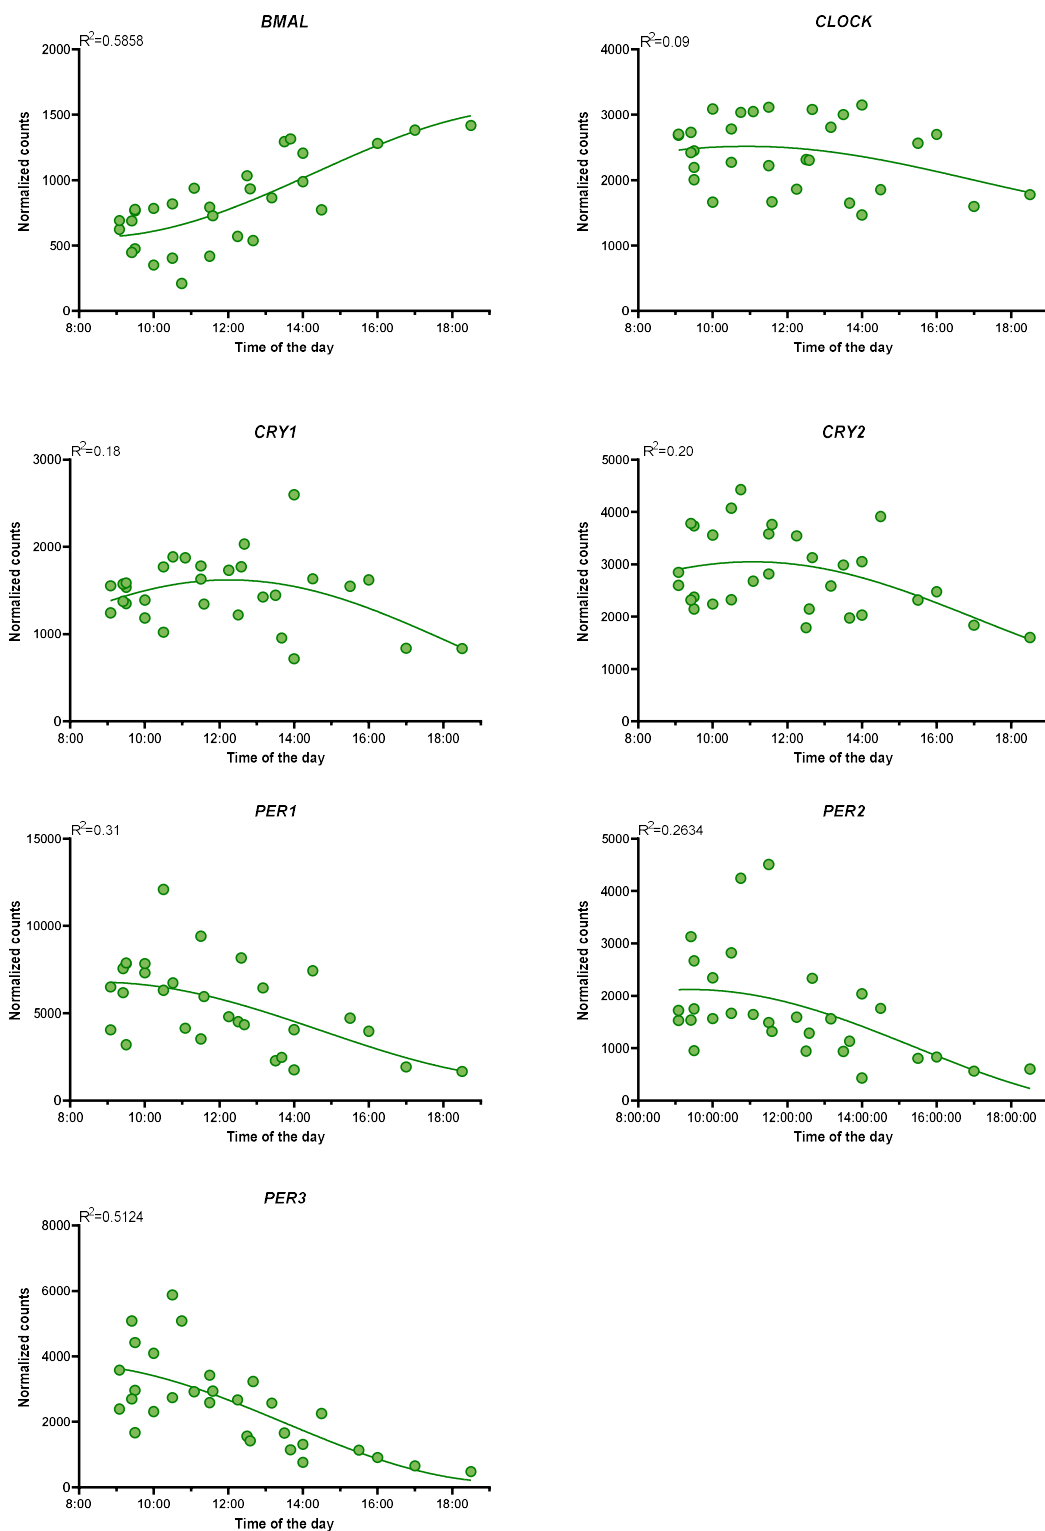 BMAL
R2=0.5858
Normalized counts
2000
1500
1000
500
0
8:00 10:00 12:00 14:00 16:00 18:00
Time of the day
CLOCK
R2=0.09
Normalized counts
4000
3000
2000
1000
0
8:00 10:00 12:00 14:00 16:00 18:00
Time of the day
CRY1
R2=0.18
Normalized counts
3000
2000
1000
0
8:00 10:00 12:00 14:00 16:00 18:00
Time of the day
CRY2
R2=0.20
Normalized counts
5000
4000
3000
2000
1000
0
8:00 10:00 12:00 14:00 16:00 18:00
Time of the day
PER1
R2=0.31
Normalized counts
15000
10000
5000
0
8:00 10:00 12:00 14:00 16:00 18:00
Time of the day
PER2
R2=0.2634
Normalized counts
5000
4000
3000
2000
1000
0
8:00:00 10:00:00 12:00:00 14:00:00 16:00:00 18:00:00
Time of the day
PER3
R2=0.5124
Normalized counts
8000
6000
4000
2000
0
8:00 10:00 12:00 14:00 16:00 18:00
Time of the day